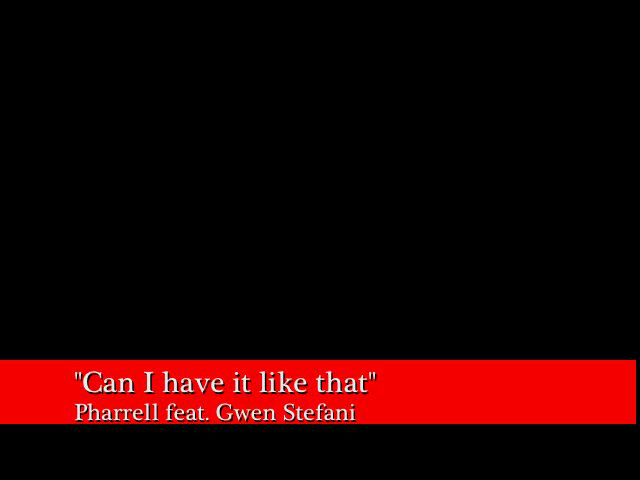 "Can I have it like that"
Pharrell feat. Gwen Stefani